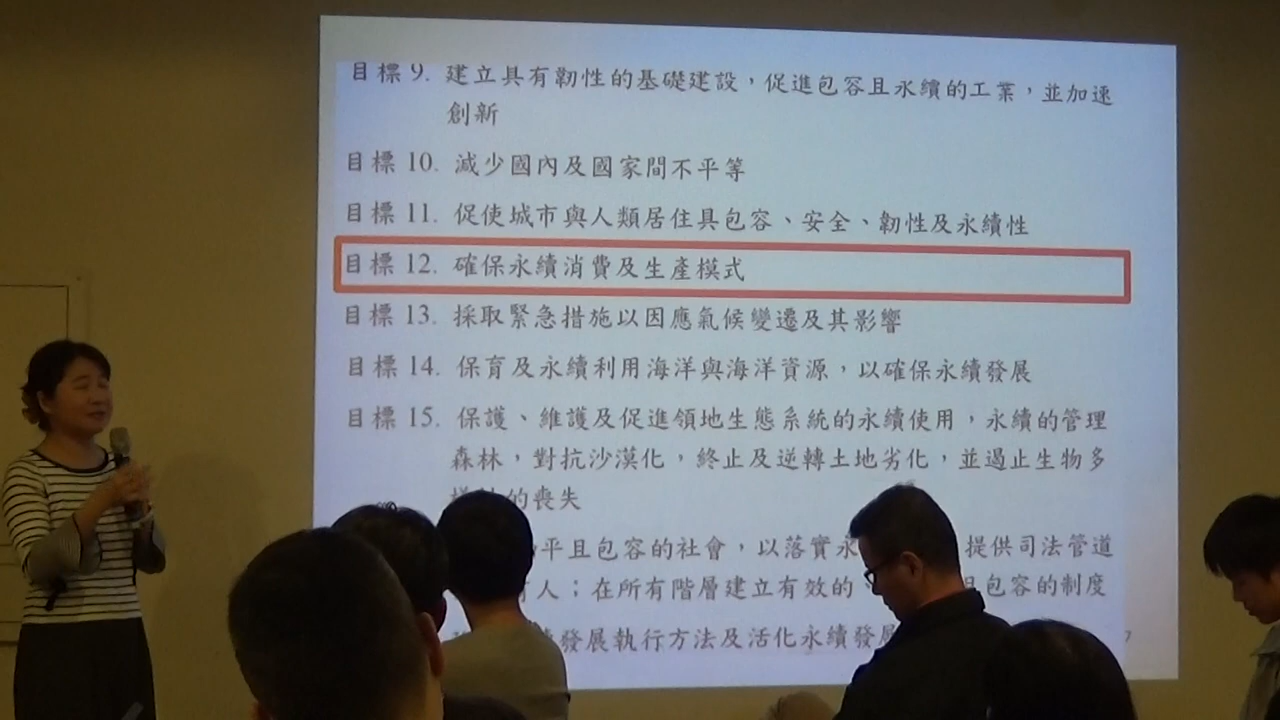 目標 9. 建立具有韌性的基礎建設，促進包容且永續的工業，並加速
創新
目標 10. 減少國內及國家間不平等
目標 11. 促使城市與人類居住具包容、安全、韌性及永續性
目標 12. 確保永續消費及生產模式
目標 13. 採取緊急措施以因應氣候變遷及其影響
目標 14. 保育及永續利用海洋與海洋資源，以確保永續發展
目標 15. 保護、維護及促進領地生態系統的永續使用，永續的管理
森林，對抗沙漠化，終止及逆轉土地劣化，並遏止生物多
的喪失
平且包容的社會，以落實永 提供司法管道
人；在所有階層建立有效的、 且包容的制度
發展執行方法及活化永續發展